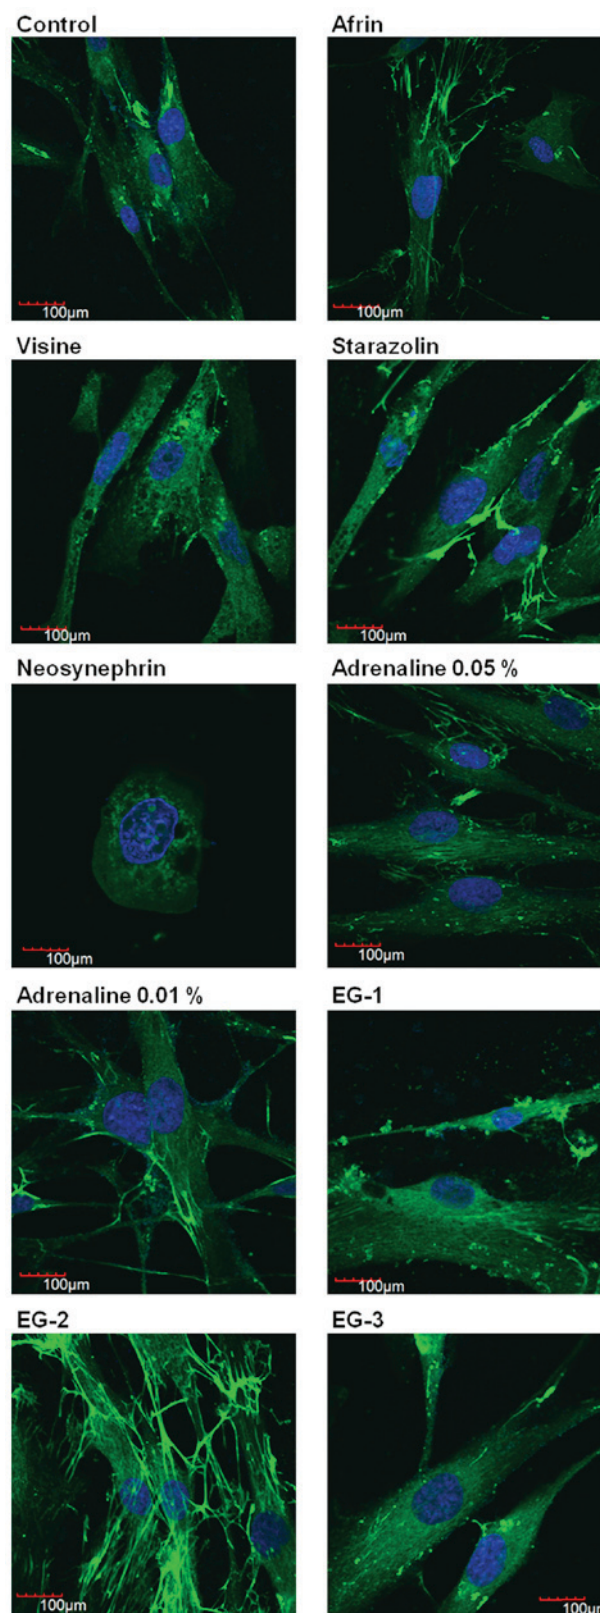 Control
Afrin
100µm
100µm
Visine
Starazolin
100µm
100µm
Neosynephrin
Adrenaline 0.05 %
100µm
100µm
Adrenaline 0.01 %
EG-1
100µm
100µm
EG-2
EG-3
100µm
100µm